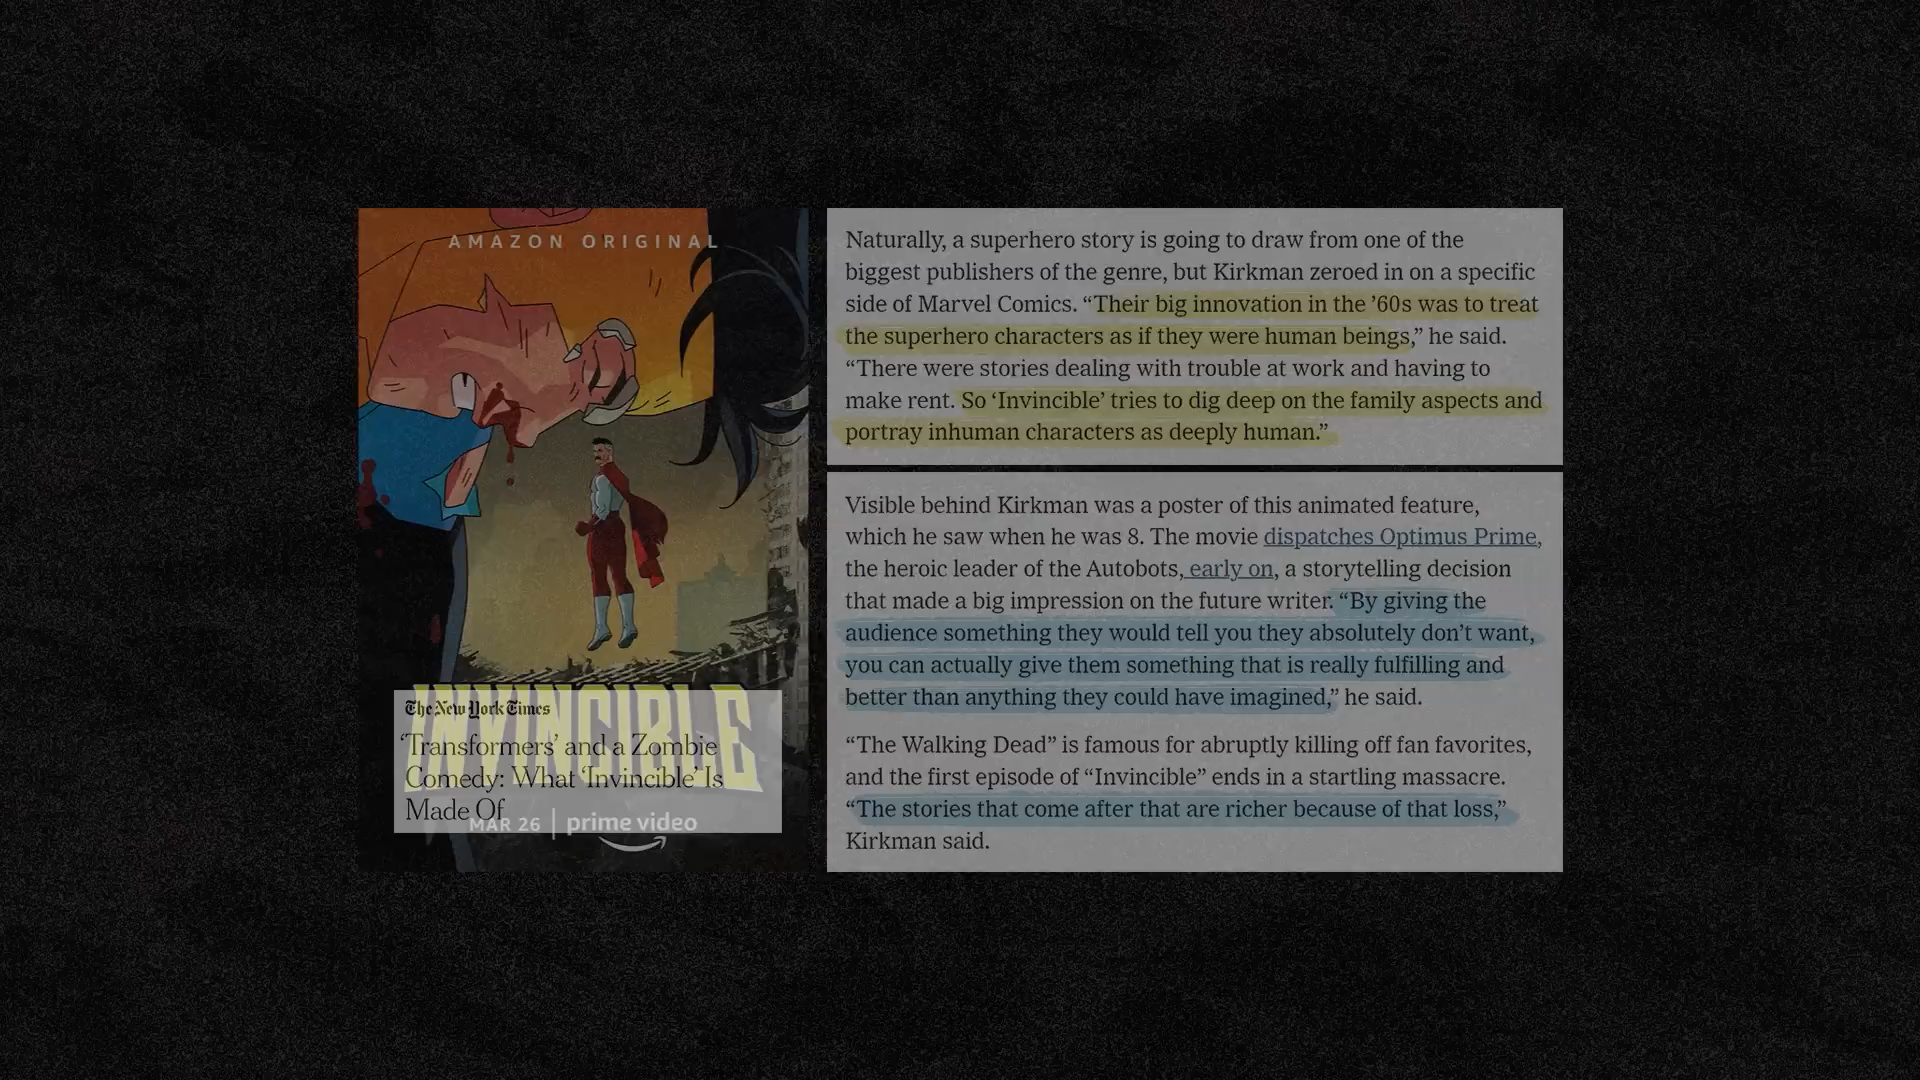 AMAZON ORIGINAL
INVINCIBLE
The New York Times
‘Transformers’ and a Zombie
Comedy: What ‘Invincible’ Is
Made Of
MAR 26 | prime video
Naturally, a superhero story is going to draw from one of the
biggest publishers of the genre, but Kirkman zeroed in on a specific
side of Marvel Comics. “Their big innovation in the ’60s was to treat
the superhero characters as if they were human beings,” he said.
“There were stories dealing with trouble at work and having to
make rent. So ‘Invincible’ tries to dig deep on the family aspects and
portray inhuman characters as deeply human.”
Visible behind Kirkman was a poster of this animated feature,
which he saw when he was 8. The movie dispatches Optimus Prime,
the heroic leader of the Autobots, early on, a storytelling decision
that made a big impression on the future writer. “By giving the
audience something they would tell you they absolutely don’t want,
you can actually give them something that is really fulfilling and
better than anything they could have imagined,” he said.
“The Walking Dead” is famous for abruptly killing off fan favorites,
and the first episode of “Invincible” ends in a startling massacre.
“The stories that come after that are richer because of that loss,”
Kirkman said.